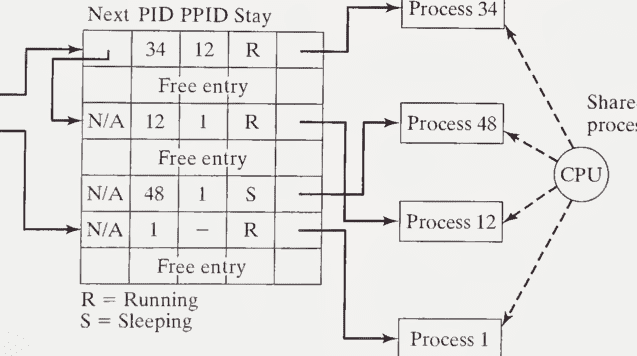 Next PID PPID Stay
34 12 R
Free entry
N/A 12 1 R
Free entry
N/A 48 1 S
N/A 1 – R
Free entry
R = Running
S = Sleeping
Process 34
Process 48
Process 12
Process 1
CPU